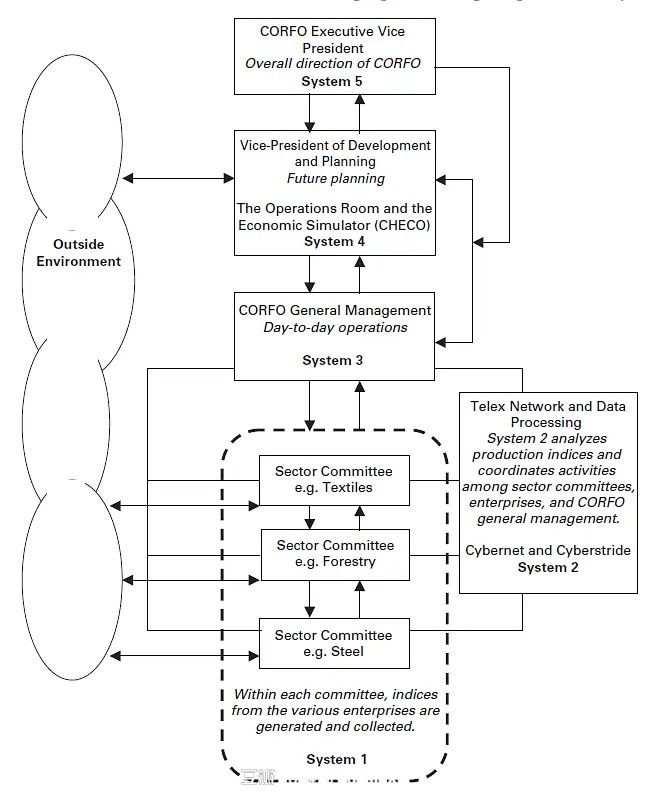 CORFO Executive Vice
President
Overall direction of CORFO
System 5
Vice-President of Development
and Planning
Future planning
The Operations Room and the
Economic Simulator (CHECO)
System 4
Outside
Environment
CORFO General Management
Day-to-day operations
System 3
Telex Network and Data
Processing
System 2 analyzes
production indices and
coordinates activities
among sector committees,
enterprises, and CORFO
general management.
Cybernet and Cyberstride
System 2
Sector Committee
e.g. Textiles
Sector Committee
e.g. Forestry
Sector Committee
e.g. Steel
Within each committee, indices
from the various enterprises are
generated and collected.
System 1